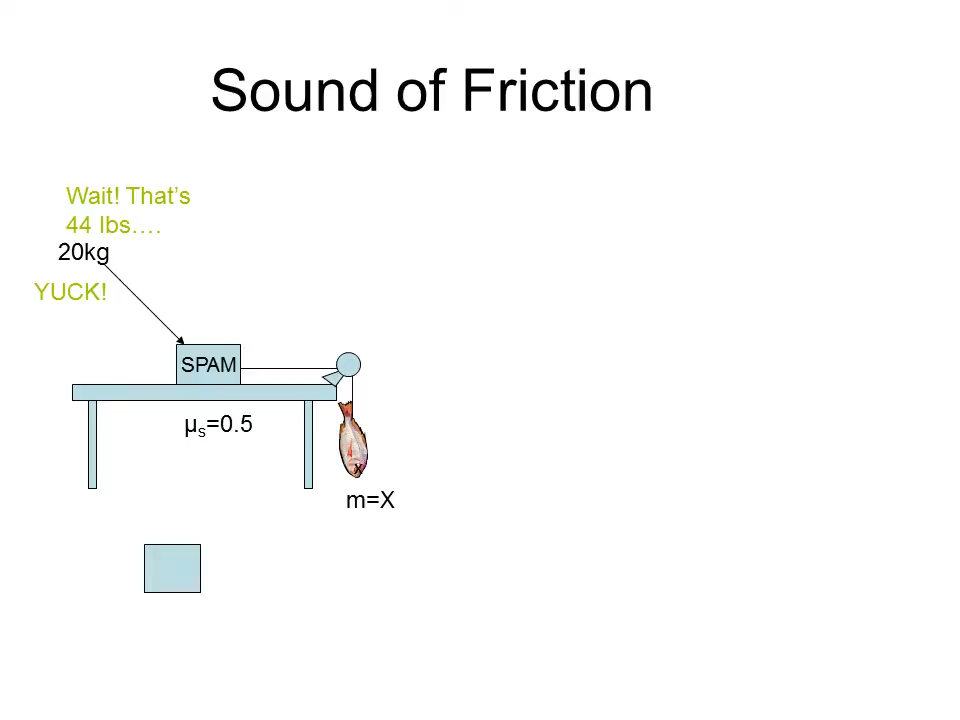 Sound of Friction
Wait! That’s
44 lbs….
20kg
YUCK!
SPAM
μs=0.5
m=X